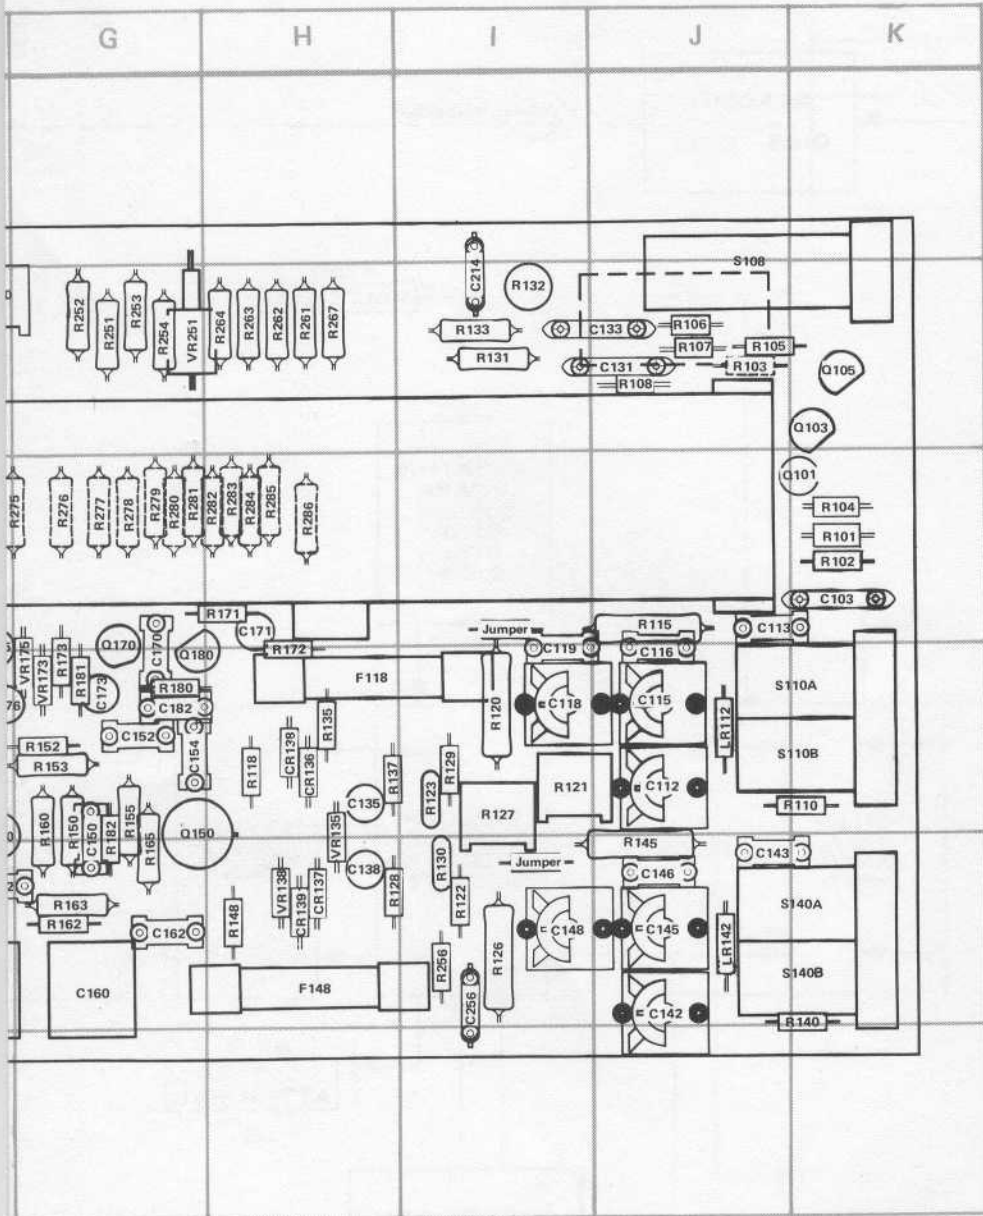 G H I J K
S108
C214 R132
R252 R251 R253 R254 VR251 R264 R263 R262 R261 R267
R133 C133 R106
R107 R105
R131 C131 R103
R108 Q105
Q103
Q101
R275 R276 R277 R278 R279 R280 R281 R282 R283 R284 R285 R286
R104
R101
R102
C103
R171 C171 Jumper R115 C113
Q170 C170 Q180 R172 C119 C116
VR175 VR173 R173 R181 C173 R180 F118 S110A
C182 R135 R120 C118 C115 LR112
C152 C154 CR138 CR136
R152 R118 R129 S110B
R153 R137 R123 R121 C112
C135 R127 R110
R160 R150 C150 R182 R155 R165 Q150 VR135 R145
R130 Jumper C143
C138 C146
VR138 CR139 CR137 R128 R122 S140A
R163 R148 C148 C145 LR142
R162 C162 R126
R256 S140B
C160 F148 C256 C142
R140